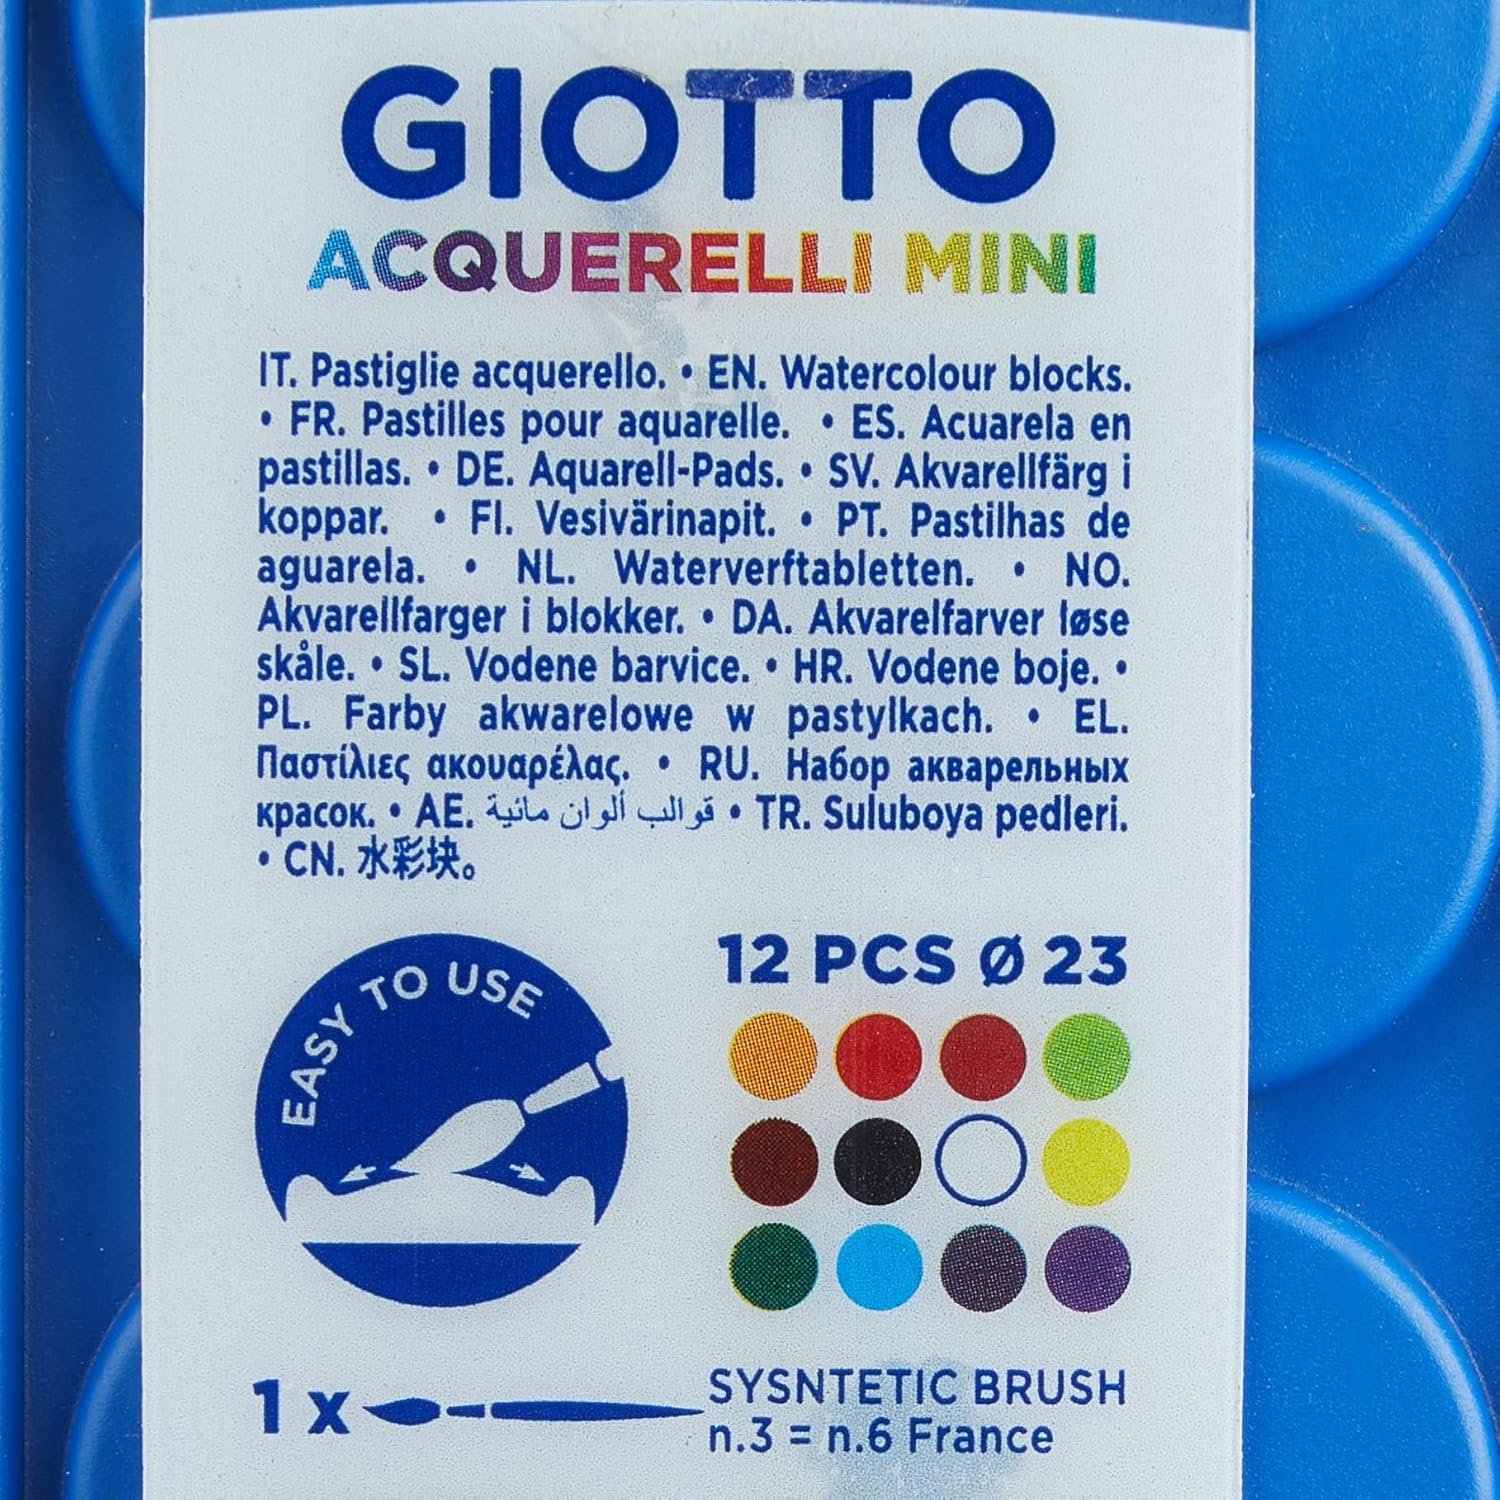 GIOTTO
ACQUERELLI MINI
IT. Pastiglie acquerello. • EN. Watercolour blocks.
• FR. Pastilles pour aquarelle. • ES. Acuarela en
pastillas. • DE. Aquarell-Pads. • SV. Akvarellfärg i
koppar. • FI. Vesivärinapit. • PT. Pastilhas de
aguarela. • NL. Waterverftabletten. • NO.
Akvarellfarger i blokker. • DA. Akvarelfarver løse
skåle. • SL. Vodene barvice. • HR. Vodene boje. •
PL. Farby akwarelowe w pastylkach. • EL.
Παστίλιες ακουαρέλας. • RU. Набор акварельных
красок. • AE. قوالب ألوان مائية • TR. Suluboya pedleri.
• CN. 水彩块。
EASY TO USE
12 PCS Ø 23
1 x
SYSNTETIC BRUSH
n.3 = n.6 France